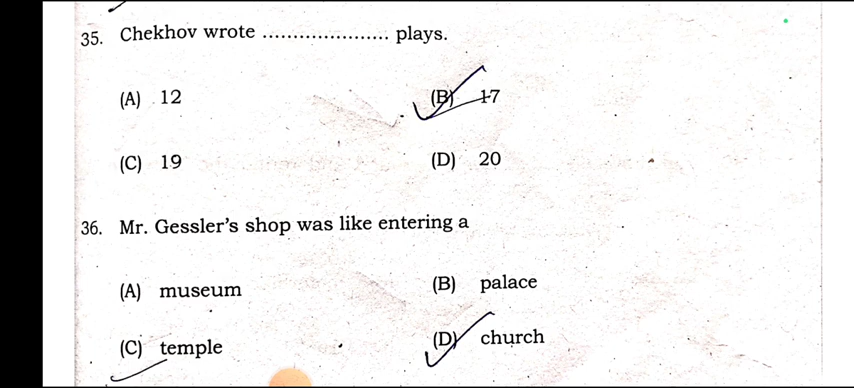 35. Chekhov wrote ..................... plays.
(A) 12 (B) 17
(C) 19 (D) 20
36. Mr. Gessler's shop was like entering a
(A) museum (B) palace
(C) temple (D) church